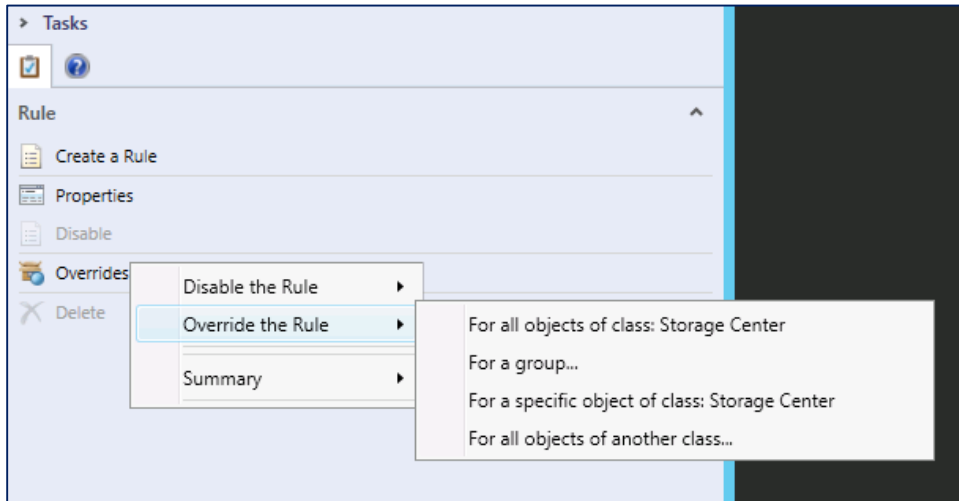 Tasks
Rule
Create a Rule
Properties
Disable
Overrides
Delete
Disable the Rule
Override the Rule
Summary
For all objects of class: Storage Center
For a group...
For a specific object of class: Storage Center
For all objects of another class...